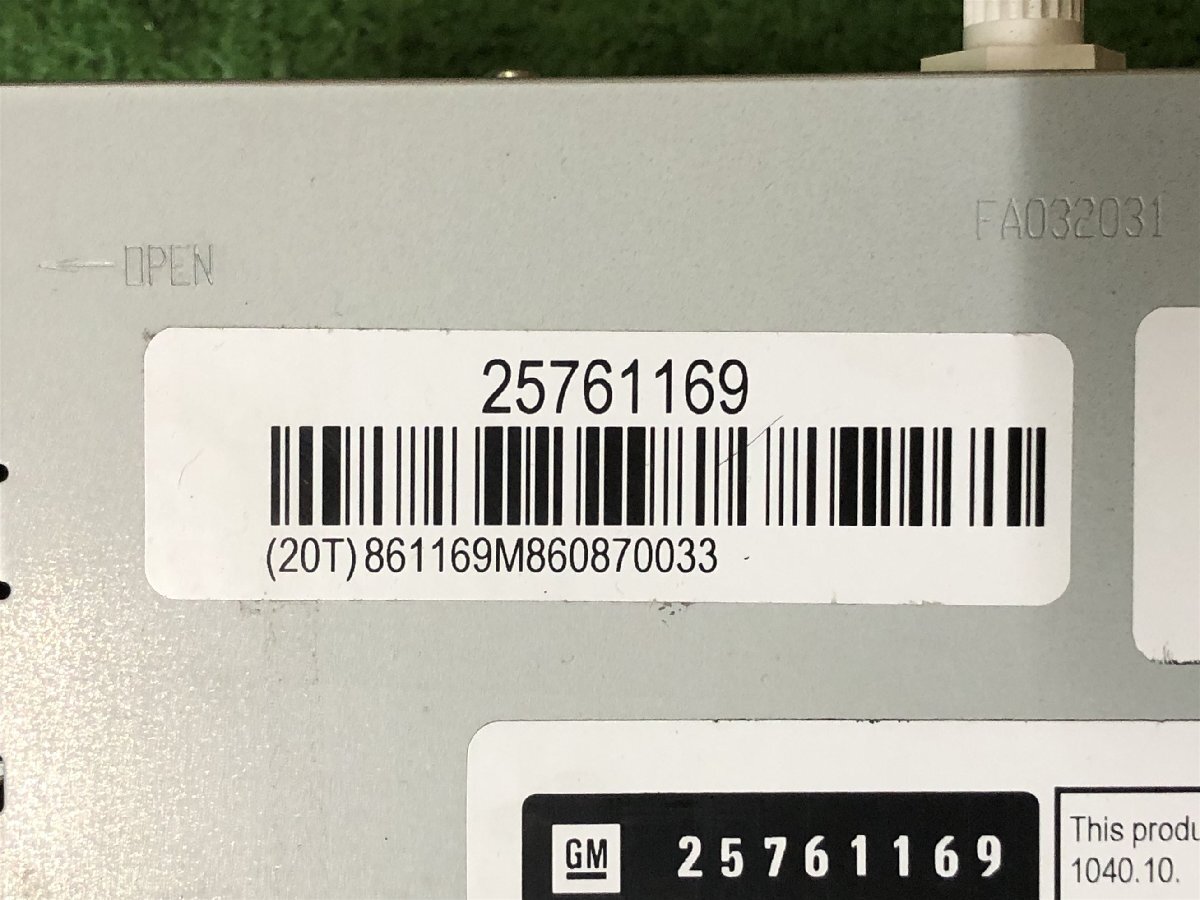 FA032031
OPEN
25761169
(20T)861169M860870033
GM 25761169
This produ
1040.10.